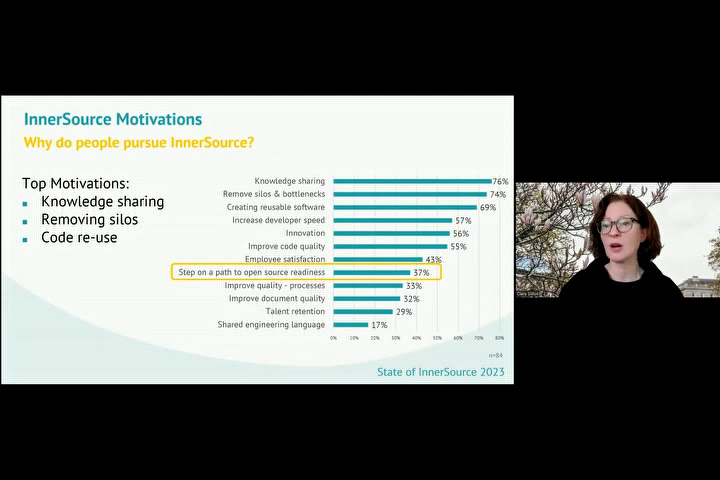 InnerSource Motivations
Why do people pursue InnerSource?
Top Motivations:
Knowledge sharing
Removing silos
Code re-use
Knowledge sharing 76%
Remove silos & bottlenecks 74%
Creating reusable software 69%
Increase developer speed 57%
Innovation 56%
Improve code quality 55%
Employee satisfaction 43%
Step on a path to open source readiness 37%
Improve quality - processes 33%
Improve document quality 32%
Talent retention 29%
Shared engineering language 17%
0% 10% 20% 30% 40% 50% 60% 70% 80%
n=84
State of InnerSource 2023